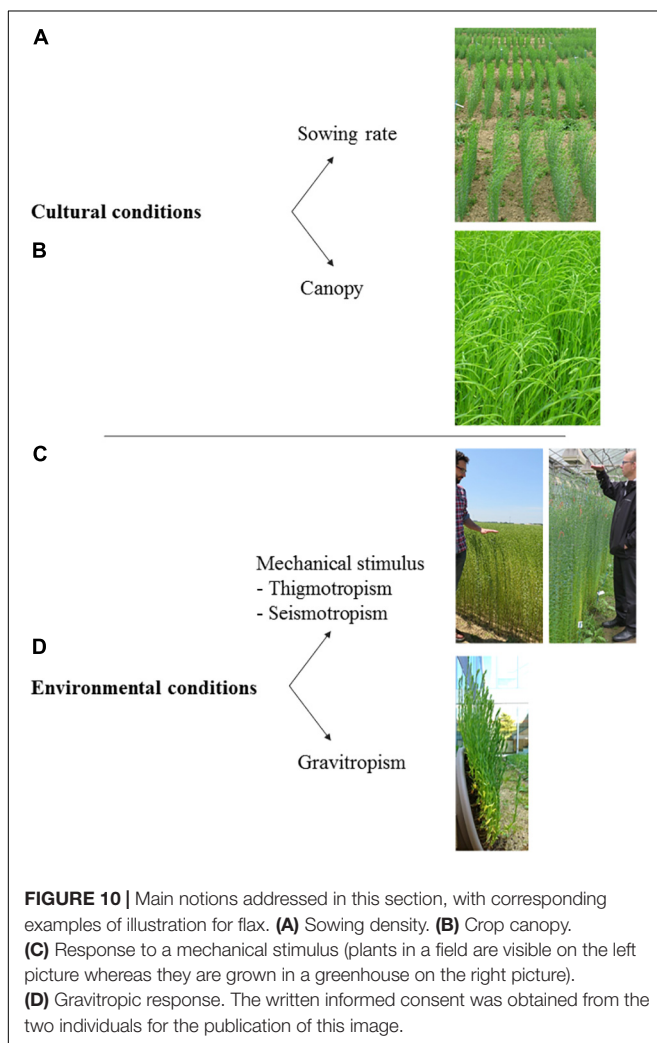 A
Sowing rate
Cultural conditions
B
Canopy
C
Mechanical stimulus
- Thigmotropism
- Seismotropism
D
Environmental conditions
Gravitropism
FIGURE 10 | Main notions addressed in this section, with corresponding
examples of illustration for flax. (A) Sowing density. (B) Crop canopy.
(C) Response to a mechanical stimulus (plants in a field are visible on the left
picture whereas they are grown in a greenhouse on the right picture).
(D) Gravitropic response. The written informed consent was obtained from the
two individuals for the publication of this image.